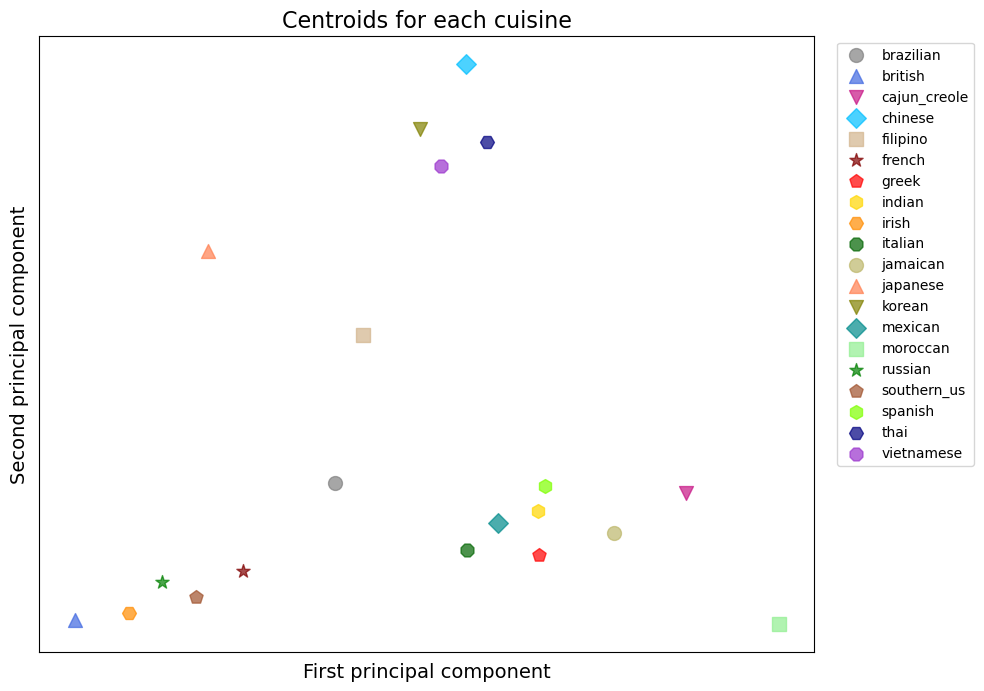 Centroids for each cuisine
Second principal component
First principal component
brazilian
british
cajun_creole
chinese
filipino
french
greek
indian
irish
italian
jamaican
japanese
korean
mexican
moroccan
russian
southern_us
spanish
thai
vietnamese